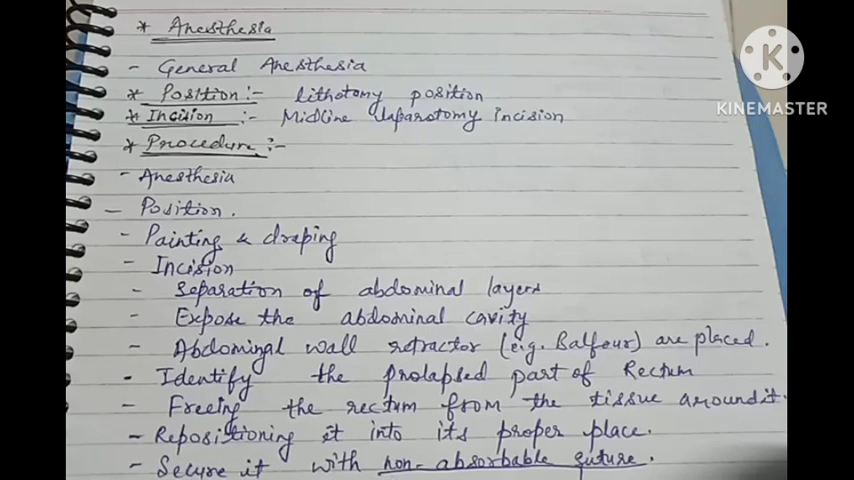 * Anesthesia
- General Anesthesia
* Position :- lithotomy position
* Incision :- Midline laparotomy incision
* Procedure :-
- Anesthesia
- Position.
- Painting & draping
- Incision
- Separation of abdominal layers
- Expose the abdominal cavity
- Abdominal wall retractor (e.g. Balfour) are placed.
- Identify the prolapsed part of Rectum
- Freeing the rectum from the tissue around it.
- Repositioning it into its proper place.
- Secure it with non-absorbable suture.
K
KINEMASTER